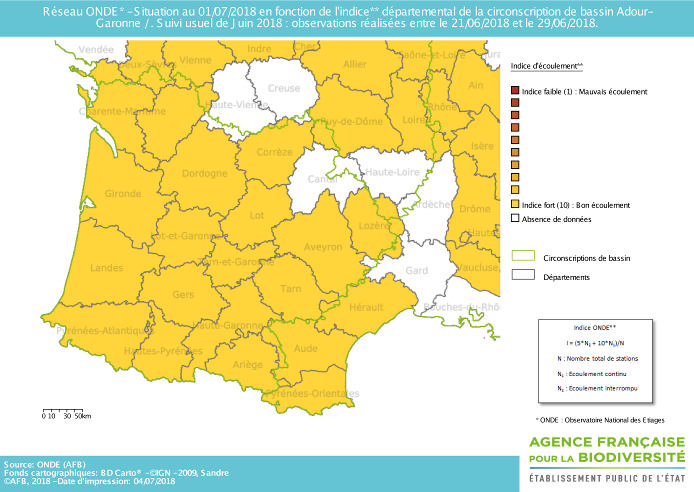 Réseau ONDE* -Situation au 01/07/2018 en fonction de l'indice** départemental de la circonscription de bassin Adour-
Garonne /. Suivi usuel de Juin 2018 : observations réalisées entre le 21/06/2018 et le 29/06/2018.
Vendée
Vienne
Indre
Cher
Allier
Saône-et-Loire
Ain
Creuse
Haute-Vienne
Charente-Maritime
Puy-de-Dôme
Loire
Rhône
Isère
Corrèze
Dordogne
Cantal
Haute-Loire
Gironde
Ardèche
Drôme
Lot
Lozère
Lot-et-Garonne
Aveyron
Tarn-et-Garonne
Landes
Gard
Vaucluse
Gers
Tarn
Hérault
Bouches-du-Rhône
Pyrénées-Atlantiques
Haute-Garonne
Hautes-Pyrénées
Aude
Ariège
Pyrénées-Orientales
0 10 30 50km
Indice d'écoulement**
Indice faible (1) : Mauvais écoulement
Indice fort (10) : Bon écoulement
Absence de données
Circonscriptions de bassin
Départements
Indice ONDE**
I = (5*N₂ + 10*N₁)/N
N : Nombre total de stations
N₁ : Ecoulement continu
N₂ : Ecoulement interrompu
* ONDE : Observatoire National des Etiages
AGENCE FRANÇAISE
POUR LA BIODIVERSITÉ
ÉTABLISSEMENT PUBLIC DE L'ÉTAT
Source: ONDE (AFB)
Fonds cartographiques: BD Carto® -©IGN -2009, Sandre
©AFB, 2018 -Date d'impression: 04/07/2018